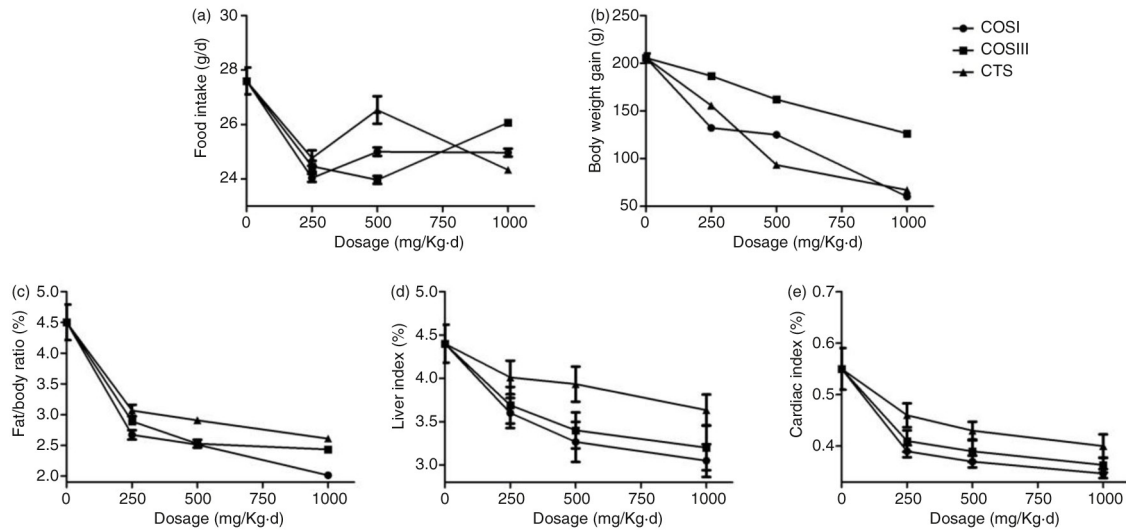 (a)
30
28
26
24
Food intake (g/d)
0 250 500 750 1000
Dosage (mg/Kg·d)
(b)
250
200
150
100
50
Body weight gain (g)
0 250 500 750 1000
Dosage (mg/Kg·d)
COSI
COSIII
CTS
(c)
5.0
4.5
4.0
3.5
3.0
2.5
2.0
Fat/body ratio (%)
0 250 500 750 1000
Dosage (mg/Kg·d)
(d)
5.0
4.5
4.0
3.5
3.0
Liver index (%)
0 250 500 750 1000
Dosage (mg/Kg·d)
(e)
0.7
0.6
0.5
0.4
Cardiac index (%)
0 250 500 750 1000
Dosage (mg/Kg·d)